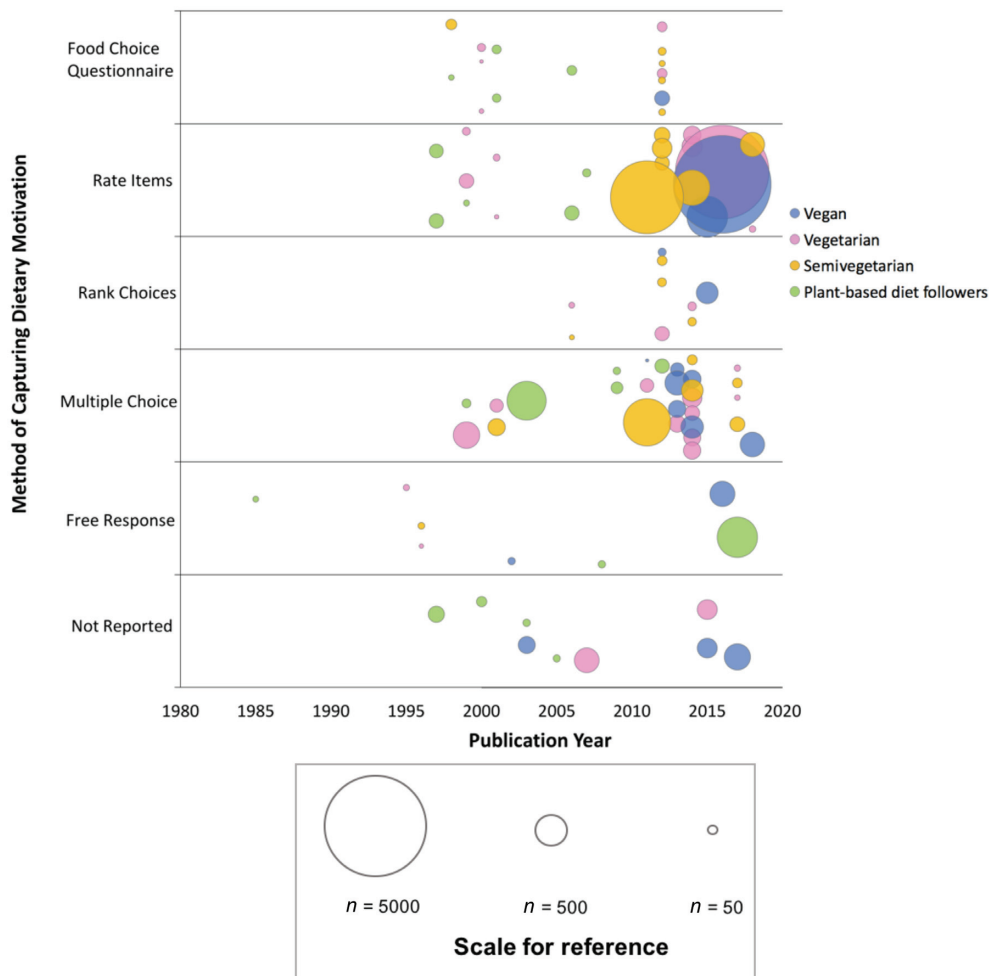 Method of Capturing Dietary Motivation
Food Choice
Questionnaire
Rate Items
Rank Choices
Multiple Choice
Free Response
Not Reported
Vegan
Vegetarian
Semivegetarian
Plant-based diet followers
1980 1985 1990 1995 2000 2005 2010 2015 2020
Publication Year
n = 5000 n = 500 n = 50
Scale for reference